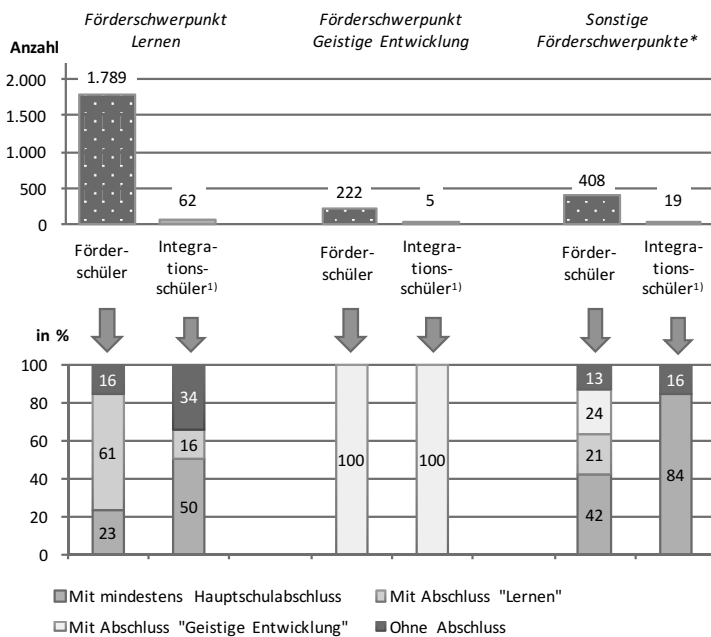 Förderschwerpunkt
Lernen
Förderschwerpunkt
Geistige Entwicklung
Sonstige
Förderschwerpunkte*
Anzahl
2.000
1.500
1.000
500
0
1.789
62
222
5
408
19
Förder-
schüler
Integra-
tions-
schüler1)
Förder-
schüler
Integra-
tions-
schüler1)
Förder-
schüler
Integra-
tions-
schüler1)
in %
100
80
60
40
20
0
16
61
23
34
16
50
100
100
13
24
21
42
16
84
Mit mindestens Hauptschulabschluss
Mit Abschluss "Lernen"
Mit Abschluss "Geistige Entwicklung"
Ohne Abschluss